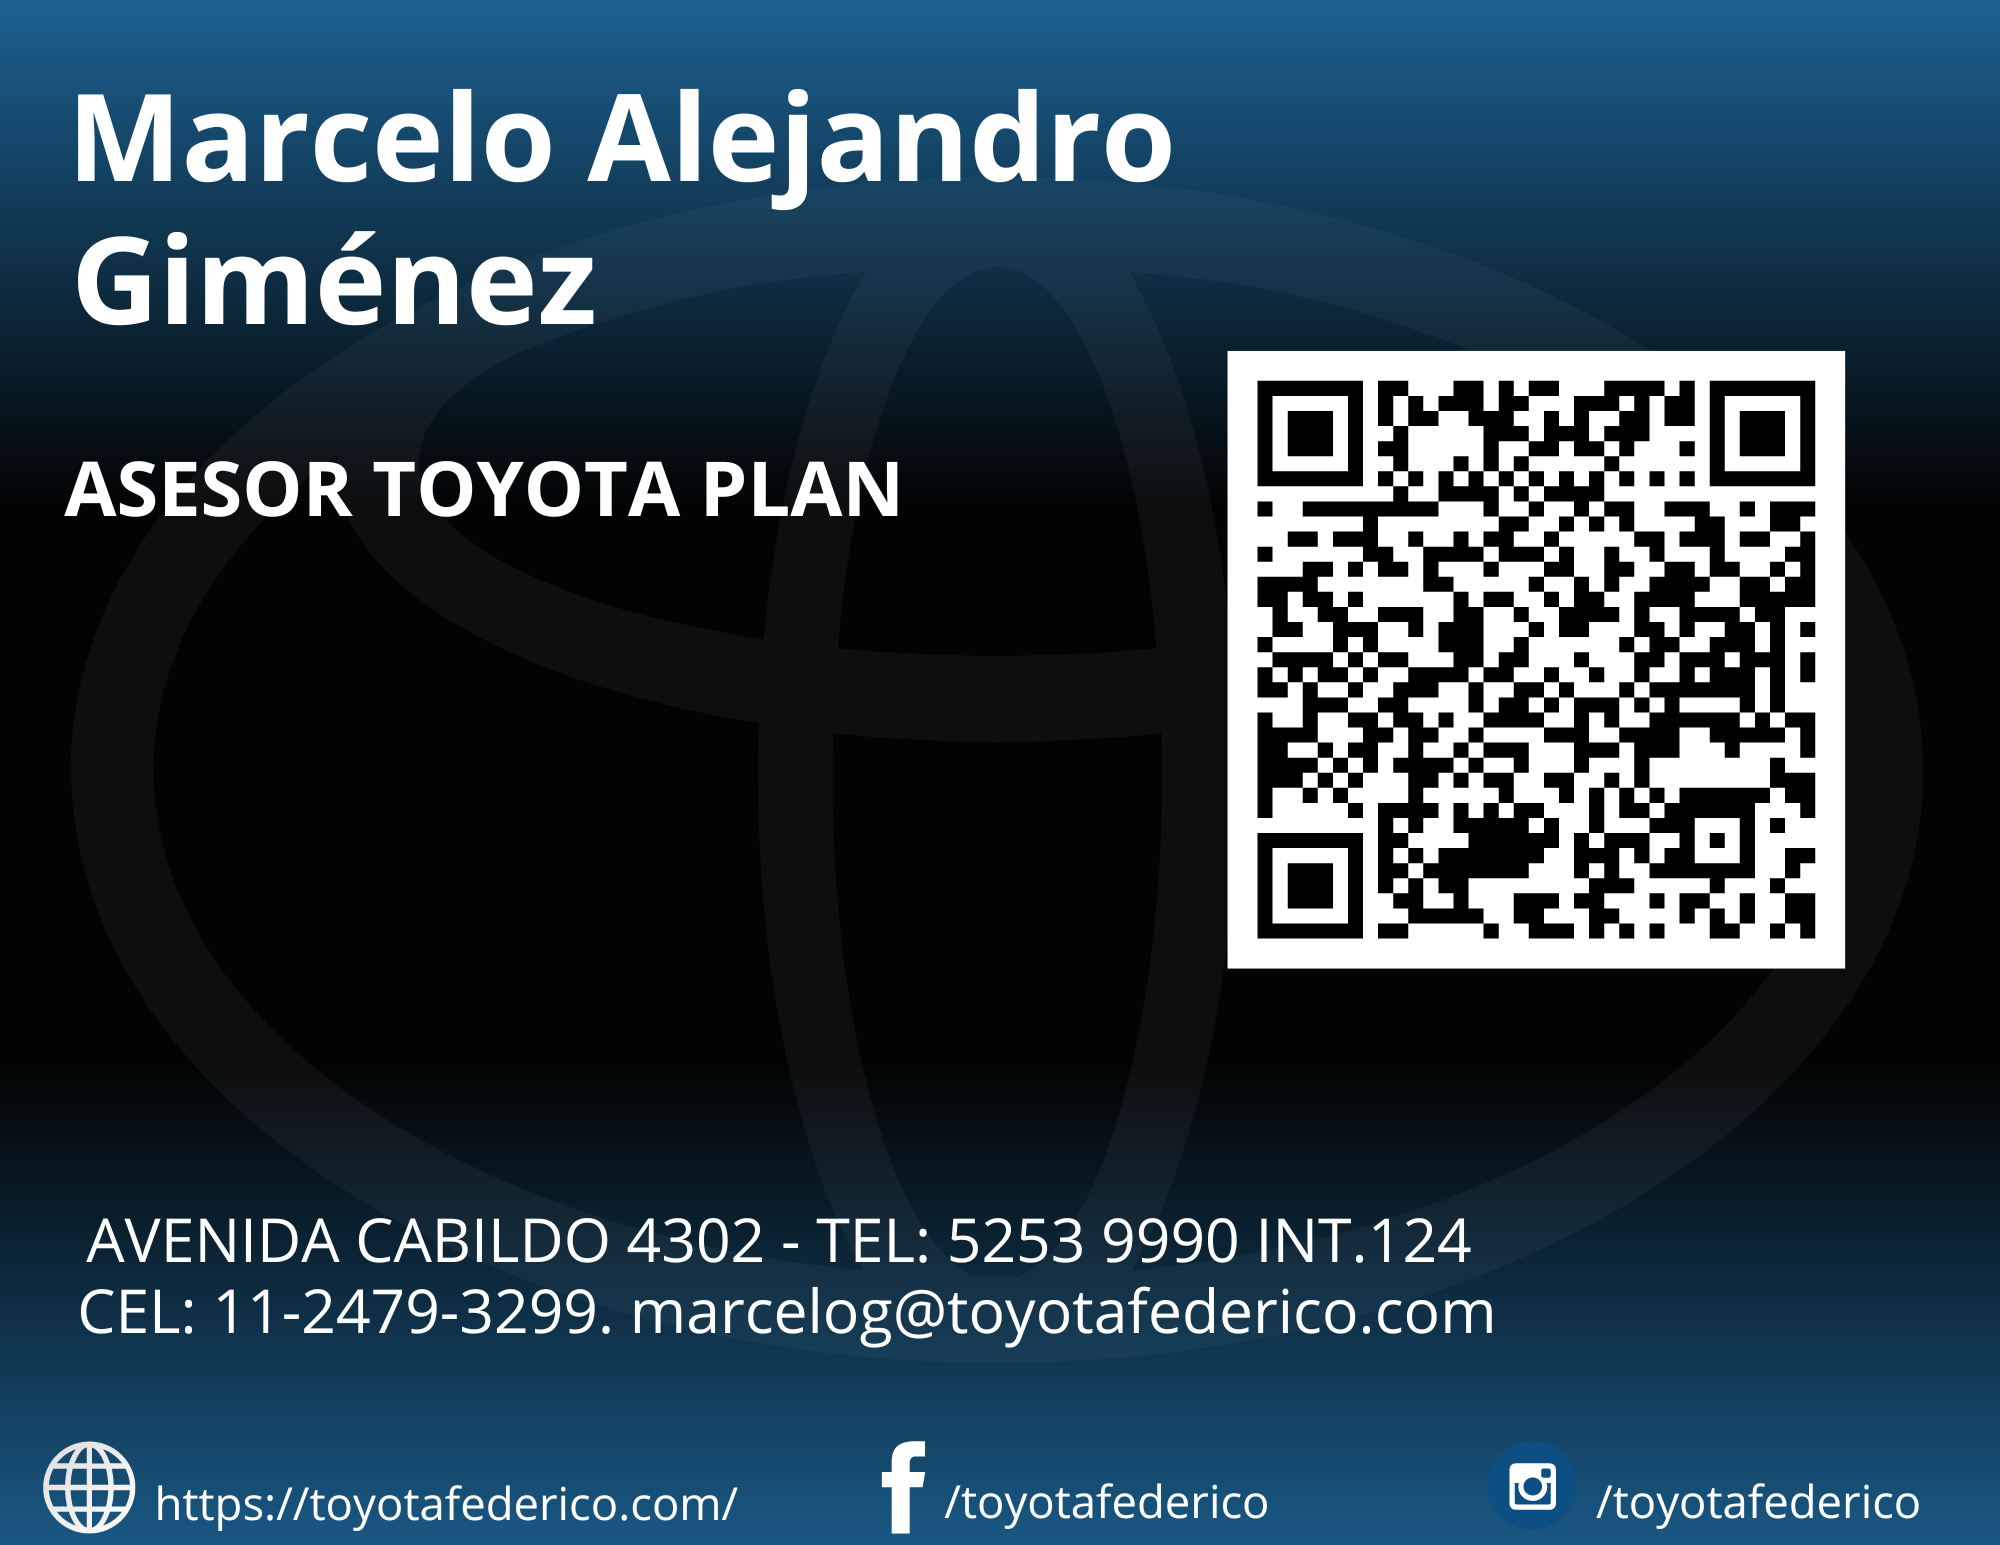 Marcelo Alejandro
Giménez
ASESOR TOYOTA PLAN
AVENIDA CABILDO 4302 - TEL: 5253 9990 INT.124
CEL: 11-2479-3299. marcelog@toyotafederico.com
https://toyotafederico.com/
/toyotafederico
/toyotafederico